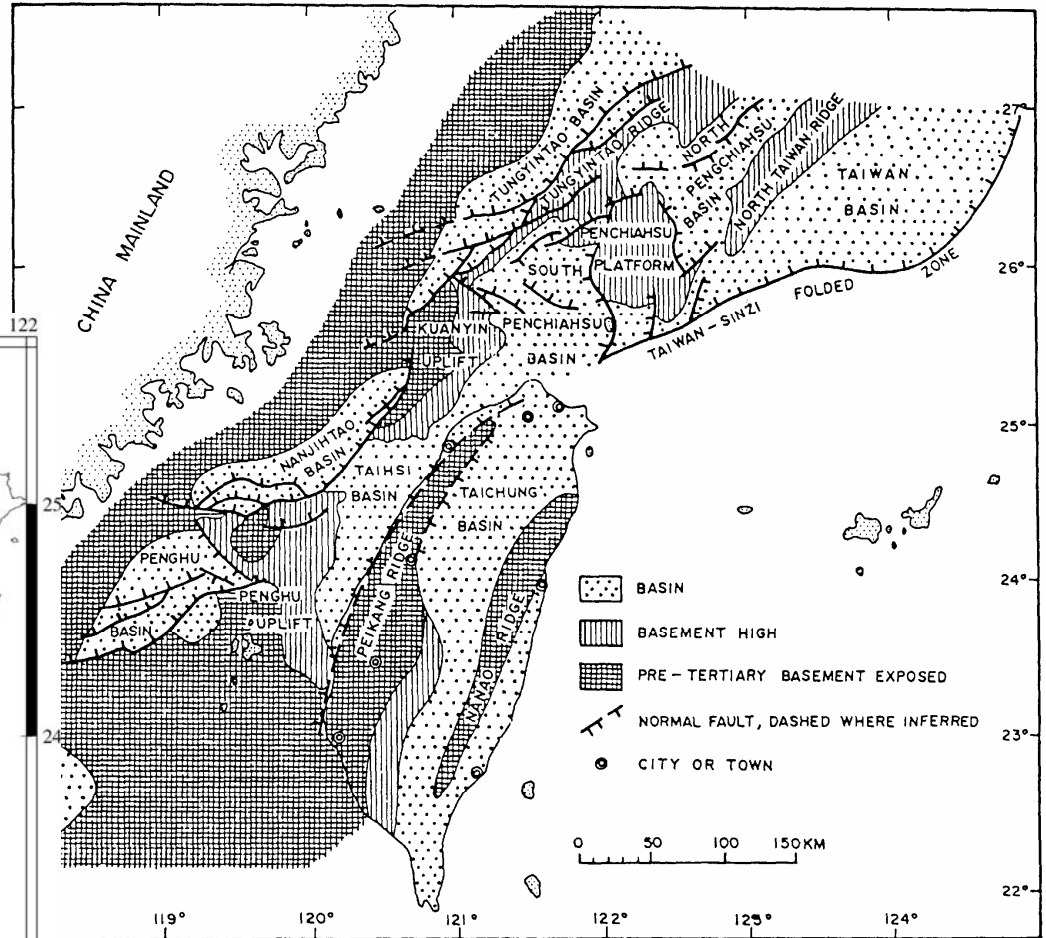 CHINA MAINLAND
TUNGYINTAO BASIN
TUNGYINTAO RIDGE
NORTH
PENGCHIAHSU
BASIN
NORTH TAIWAN RIDGE
TAIWAN
BASIN
27°
ENCHIAHSU
PLATFORM
SOUTH
PENCHIAHSU
BASIN
26°
TAIWAN-SINZI
FOLDED
ZONE
122
KUANYIN
UPLIFT
25°
NANJIHTAO
BASIN
TAIHSI
BASIN
TAICHUNG
BASIN
25
PENGHU
BASIN
PENGHU
UPLIFT
PEIKANG RIDGE
NANAO RIDGE
24°
24
BASIN
BASEMENT HIGH
PRE-TERTIARY BASEMENT EXPOSED
NORMAL FAULT, DASHED WHERE INFERRED
CITY OR TOWN
23°
0 50 100 150KM
22°
119° 120° 121° 122° 123° 124°